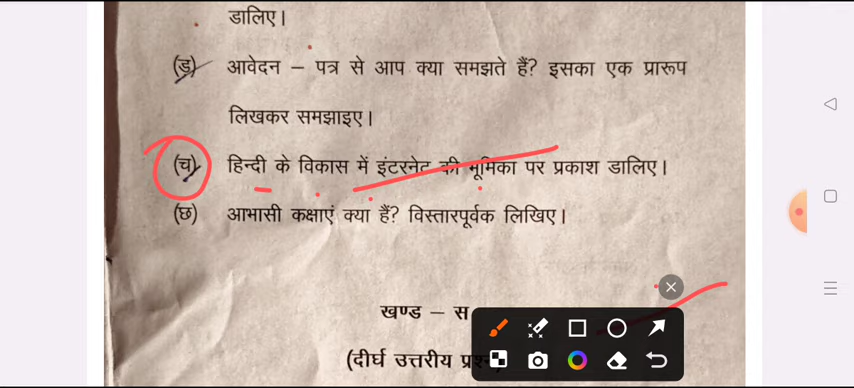 डालिए।
(ड) आवेदन – पत्र से आप क्या समझते हैं? इसका एक प्रारूप
लिखकर समझाइए।
(च) हिन्दी के विकास में इंटरनेट की भूमिका पर प्रकाश डालिए।
(छ) आभासी कक्षाएं क्या हैं? विस्तारपूर्वक लिखिए।
खण्ड – स
(दीर्घ उत्तरीय